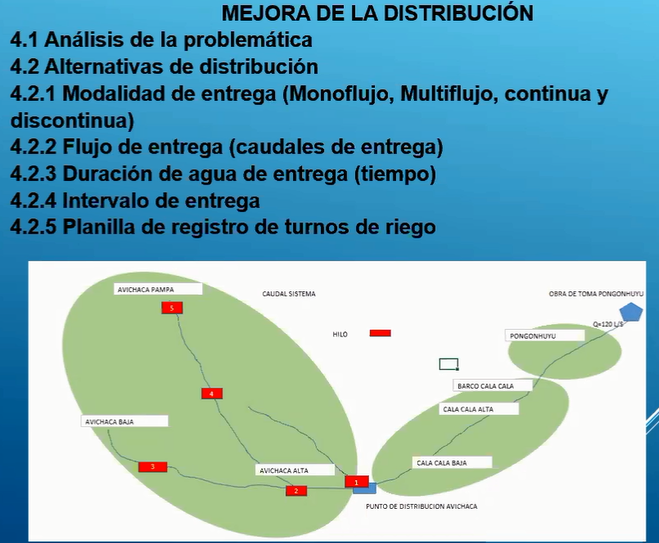 MEJORA DE LA DISTRIBUCIÓN
4.1 Análisis de la problemática
4.2 Alternativas de distribución
4.2.1 Modalidad de entrega (Monoflujo, Multiflujo, continua y
discontinua)
4.2.2 Flujo de entrega (caudales de entrega)
4.2.3 Duración de agua de entrega (tiempo)
4.2.4 Intervalo de entrega
4.2.5 Planilla de registro de turnos de riego
AVICHACA PAMPA
CAUDAL SISTEMA
OBRA DE TOMA PONGONHUYU
5
Q=120 L/S
HILO
PONGONHUYU
BARCO CALA CALA
4
CALA CALA ALTA
AVICHACA BAJA
3
AVICHACA ALTA
CALA CALA BAJA
1
2
PUNTO DE DISTRIBUCION AVICHACA